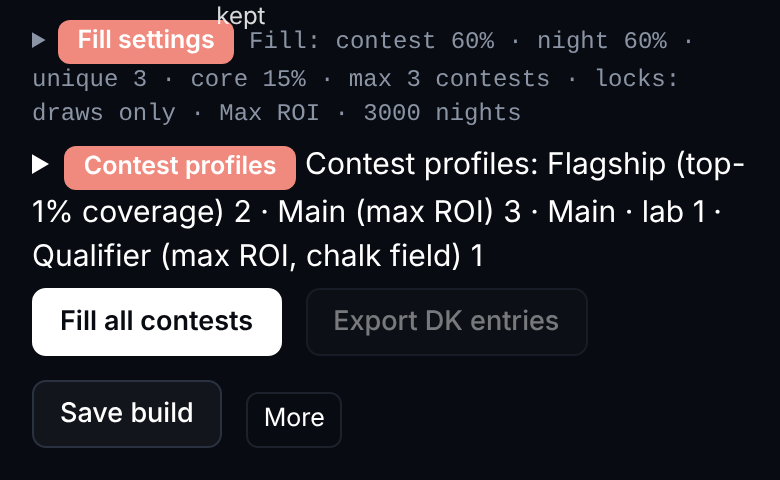 kept
▶ Fill settings Fill: contest 60% · night 60% ·
unique 3 · core 15% · max 3 contests · locks:
draws only · Max ROI · 3000 nights
▶ Contest profiles Contest profiles: Flagship (top-
1% coverage) 2 · Main (max ROI) 3 · Main · lab 1 ·
Qualifier (max ROI, chalk field) 1
Fill all contests Export DK entries
Save build More